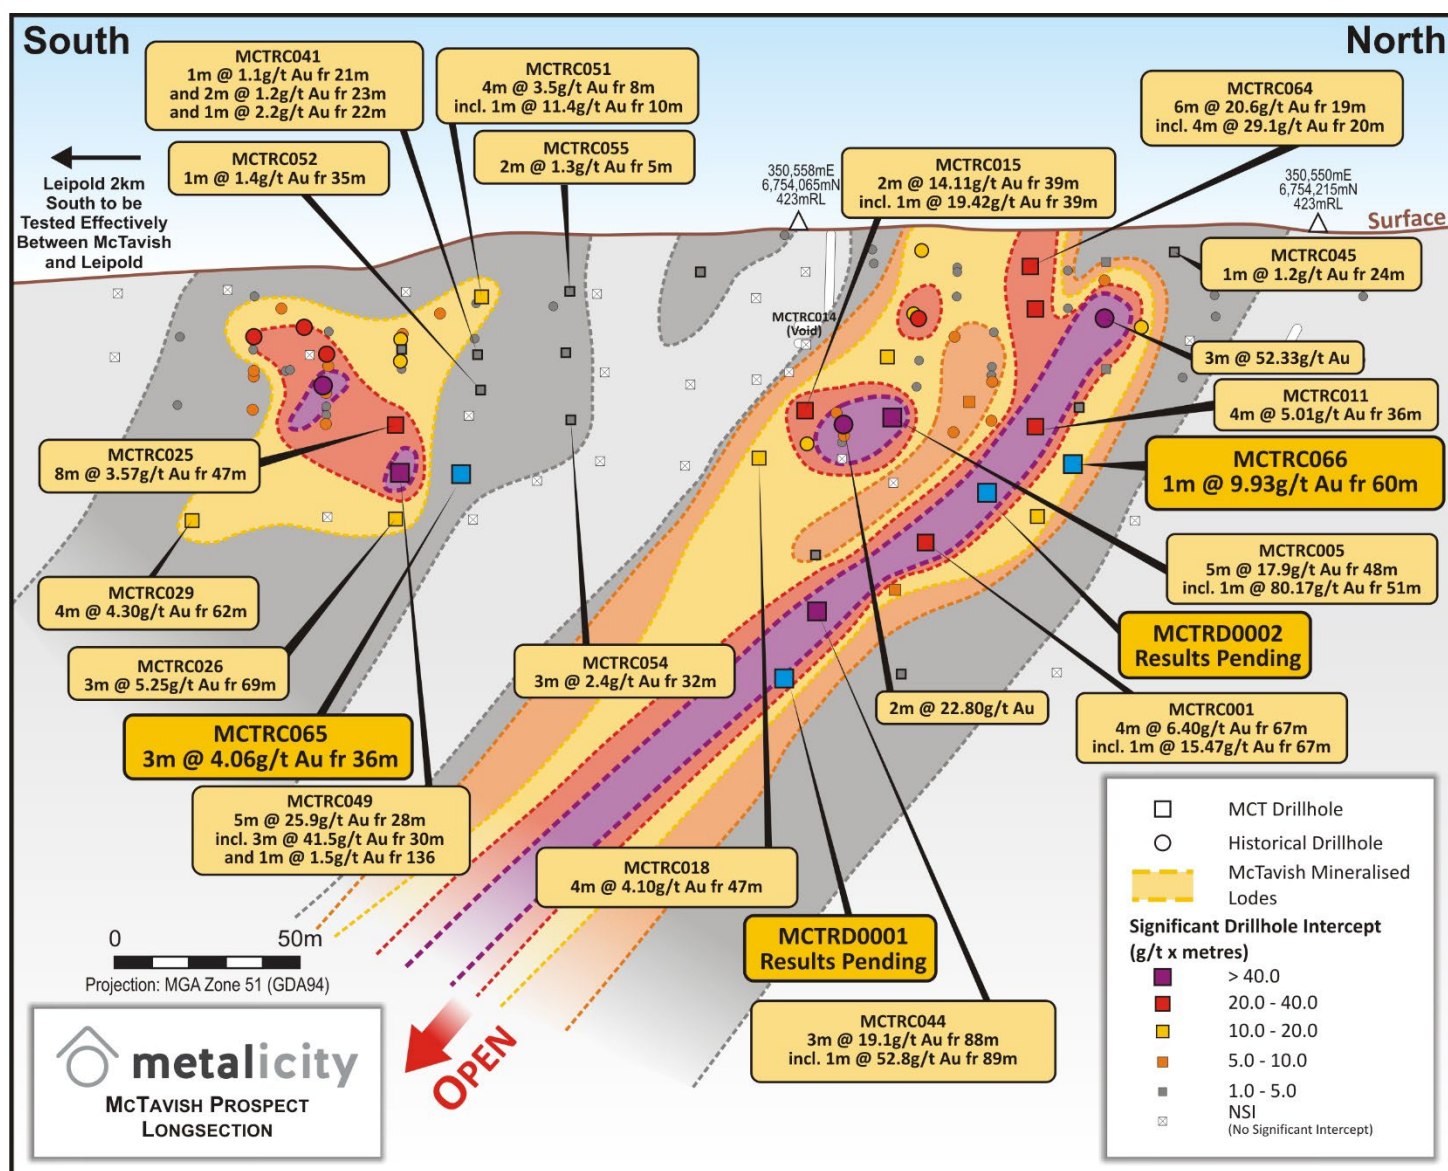 South
North
MCTRC041
1m @ 1.1g/t Au fr 21m
and 2m @ 1.2g/t Au fr 23m
and 1m @ 2.2g/t Au fr 22m
MCTRC051
4m @ 3.5g/t Au fr 8m
incl. 1m @ 11.4g/t Au fr 10m
MCTRC064
6m @ 20.6g/t Au fr 19m
incl. 4m @ 29.1g/t Au fr 20m
MCTRC052
1m @ 1.4g/t Au fr 35m
MCTRC055
2m @ 1.3g/t Au fr 5m
350,558mE
6,754,065mN
423mRL
MCTRC015
2m @ 14.11g/t Au fr 39m
incl. 1m @ 19.42g/t Au fr 39m
350,550mE
6,754,215mN
423mRL
Leipold 2km
South to be
Tested Effectively
Between McTavish
and Leipold
Surface
MCTRC045
1m @ 1.2g/t Au fr 24m
MCTRC014
(Void)
3m @ 52.33g/t Au
MCTRC011
4m @ 5.01g/t Au fr 36m
MCTRC025
8m @ 3.57g/t Au fr 47m
MCTRC066
1m @ 9.93g/t Au fr 60m
MCTRC005
5m @ 17.9g/t Au fr 48m
incl. 1m @ 80.17g/t Au fr 51m
MCTRC029
4m @ 4.30g/t Au fr 62m
MCTRD0002
Results Pending
MCTRC026
3m @ 5.25g/t Au fr 69m
MCTRC054
3m @ 2.4g/t Au fr 32m
2m @ 22.80g/t Au
MCTRC001
4m @ 6.40g/t Au fr 67m
incl. 1m @ 15.47g/t Au fr 67m
MCTRC065
3m @ 4.06g/t Au fr 36m
MCTRC049
5m @ 25.9g/t Au fr 28m
incl. 3m @ 41.5g/t Au fr 30m
and 1m @ 1.5g/t Au fr 136
MCTRC018
4m @ 4.10g/t Au fr 47m
MCTRD0001
Results Pending
MCTRC044
3m @ 19.1g/t Au fr 88m
incl. 1m @ 52.8g/t Au fr 89m
0 50m
Projection: MGA Zone 51 (GDA94)
OPEN
metalicity
MCTAVISH PROSPECT
LONGSECTION
MCT Drillhole
Historical Drillhole
McTavish Mineralised
Lodes
Significant Drillhole Intercept
(g/t x metres)
> 40.0
20.0 - 40.0
10.0 - 20.0
5.0 - 10.0
1.0 - 5.0
NSI
(No Significant Intercept)